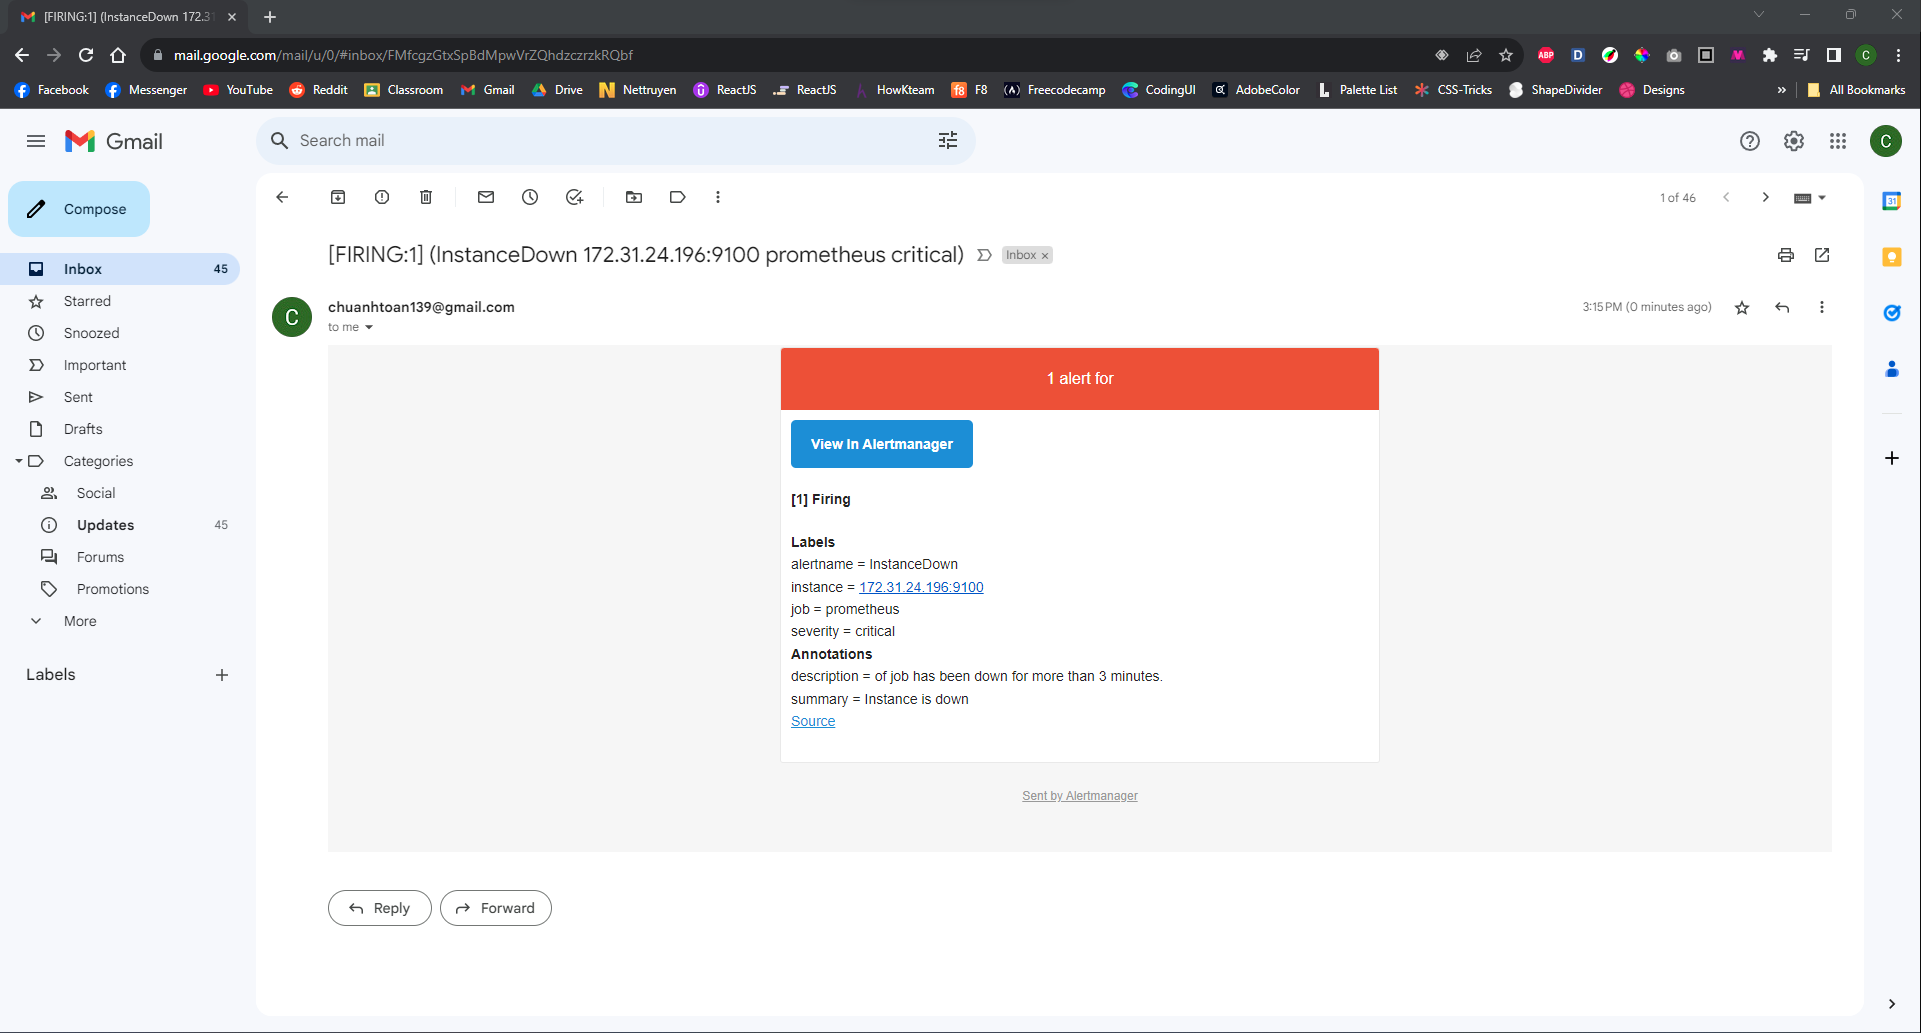 [FIRING:1] (InstanceDown 172.31
mail.google.com/mail/u/0/#inbox/FMfcgzGtxSpBdMpwVrZQhdzczrzkRQbf
ABP D C
Facebook Messenger YouTube Reddit Classroom Gmail Drive Nettruyen ReactJS ReactJS HowKteam F8 Freecodecamp CodingUI AdobeColor Palette List CSS-Tricks ShapeDivider Designs » All Bookmarks
Gmail
Search mail
C
Compose
1 of 46
31
[FIRING:1] (InstanceDown 172.31.24.196:9100 prometheus critical) Inbox ×
Inbox 45
Starred
Snoozed
Important
Sent
Drafts
Categories
Social
Updates 45
Forums
Promotions
More
Labels
C
chuanhtoan139@gmail.com
3:15 PM (0 minutes ago)
to me
1 alert for
View In Alertmanager
[1] Firing
Labels
alertname = InstanceDown
instance = 172.31.24.196:9100
job = prometheus
severity = critical
Annotations
description = of job has been down for more than 3 minutes.
summary = Instance is down
Source
Sent by Alertmanager
Reply Forward